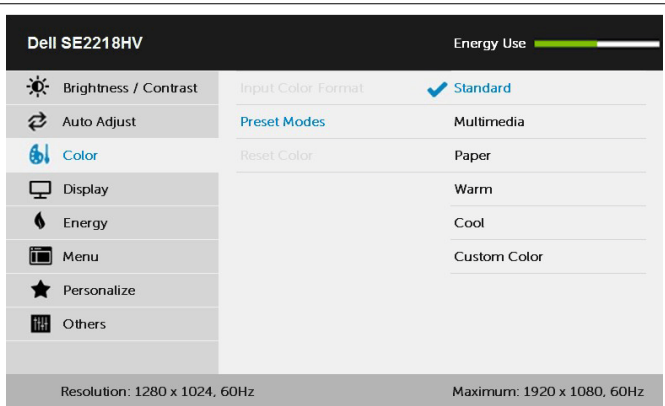 Dell SE2218HV
Energy Use
Brightness / Contrast
Input Color Format
Standard
Auto Adjust
Preset Modes
Multimedia
Color
Reset Color
Paper
Display
Warm
Energy
Cool
Menu
Custom Color
Personalize
Others
Resolution: 1280 x 1024, 60Hz
Maximum: 1920 x 1080, 60Hz